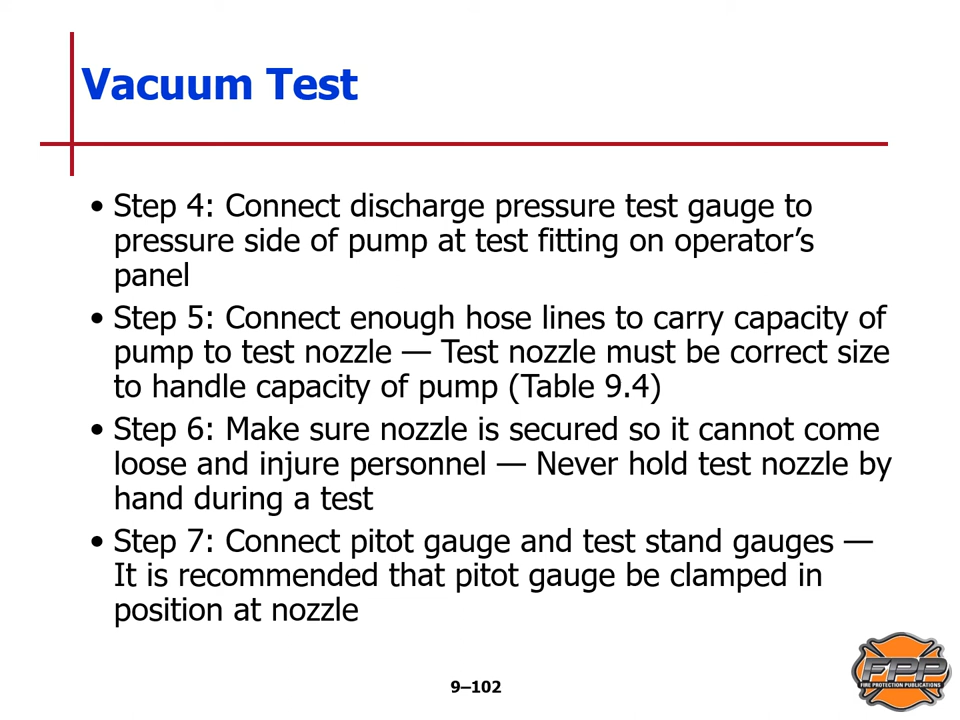 Vacuum Test
• Step 4: Connect discharge pressure test gauge to
pressure side of pump at test fitting on operator’s
panel
• Step 5: Connect enough hose lines to carry capacity of
pump to test nozzle — Test nozzle must be correct size
to handle capacity of pump (Table 9.4)
• Step 6: Make sure nozzle is secured so it cannot come
loose and injure personnel — Never hold test nozzle by
hand during a test
• Step 7: Connect pitot gauge and test stand gauges —
It is recommended that pitot gauge be clamped in
position at nozzle
9–102
FPP
FIRE PROTECTION PUBLICATIONS